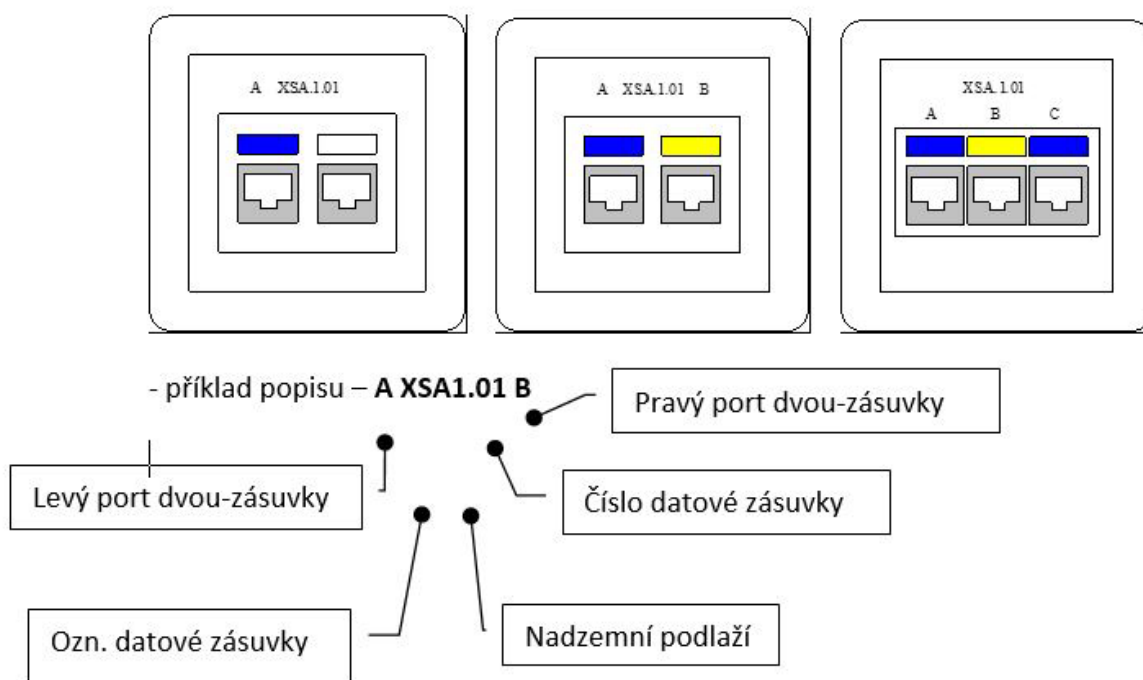 A XSA.1.01
A XSA.1.01 B
XSA.1.01
A B C
- příklad popisu – A XSA1.01 B
Pravý port dvou-zásuvky
Levý port dvou-zásuvky
Číslo datové zásuvky
Ozn. datové zásuvky
Nadzemní podlaží